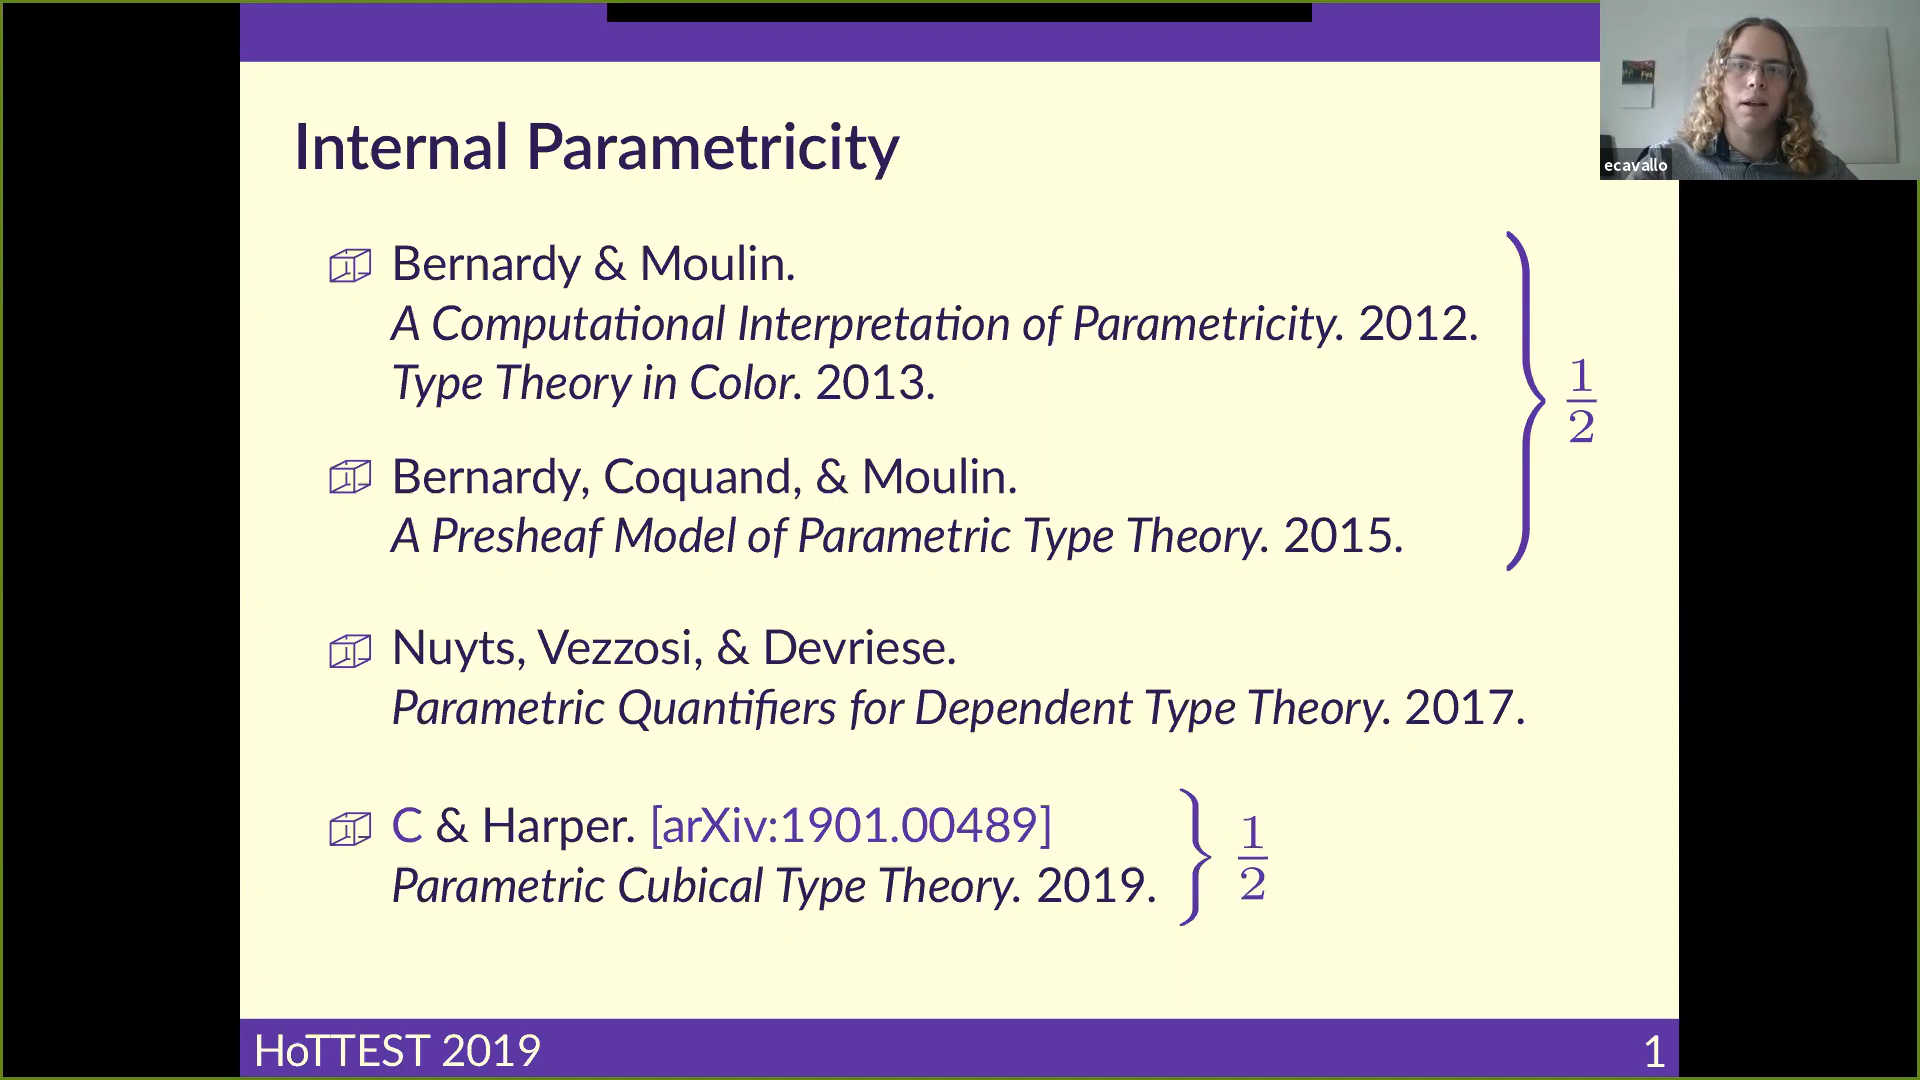 Internal Parametricity
ecavallo
Bernardy & Moulin.
A Computational Interpretation of Parametricity. 2012.
Type Theory in Color. 2013.
Bernardy, Coquand, & Moulin.
A Presheaf Model of Parametric Type Theory. 2015.
1
2
Nuyts, Vezzosi, & Devriese.
Parametric Quantifiers for Dependent Type Theory. 2017.
C & Harper. [arXiv:1901.00489]
Parametric Cubical Type Theory. 2019.
1
2
HoTTEST 2019
1